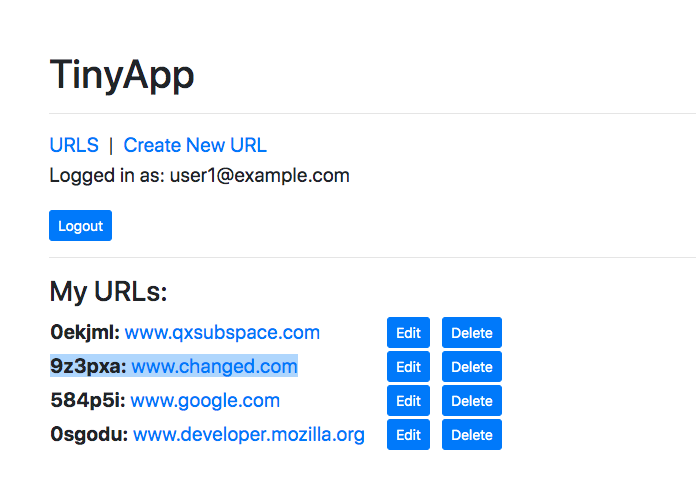 TinyApp
URLS | Create New URL
Logged in as: user1@example.com
Logout
My URLs:
0ekjml: www.qxsubspace.com Edit Delete
9z3pxa: www.changed.com Edit Delete
584p5i: www.google.com Edit Delete
0sgodu: www.developer.mozilla.org Edit Delete